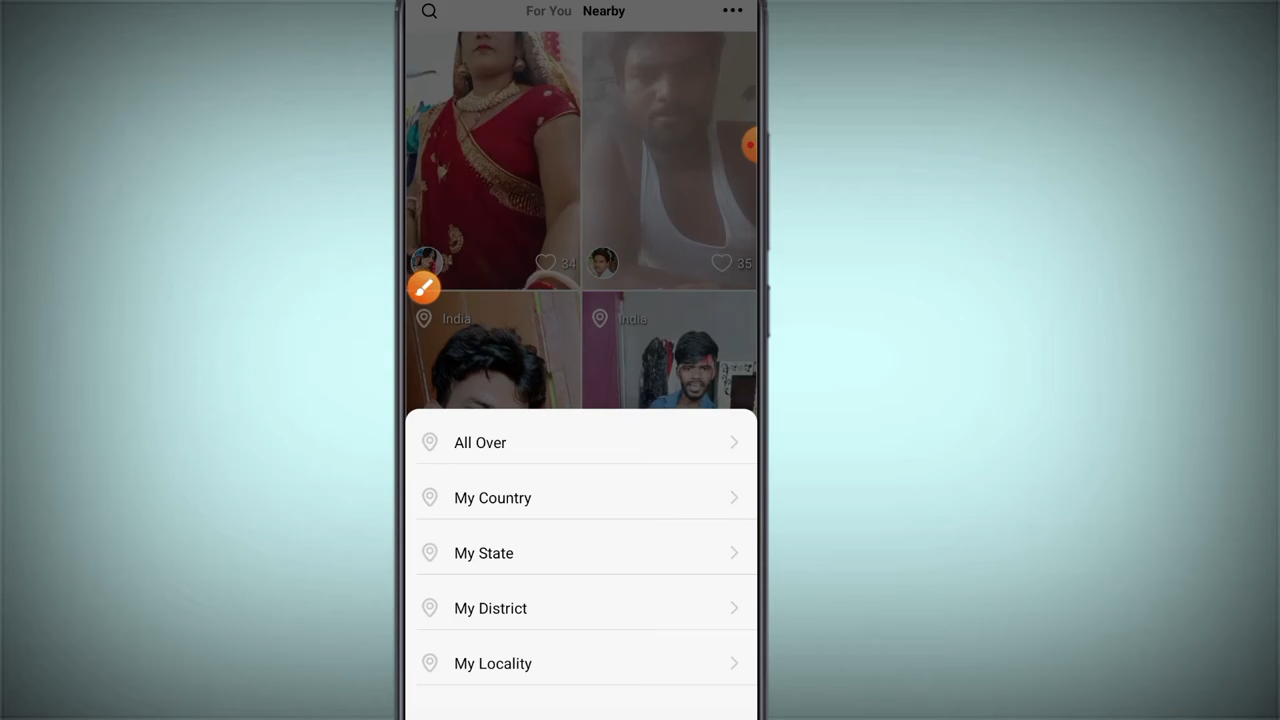 For You Nearby
34
35
India
India
All Over
My Country
My State
My District
My Locality